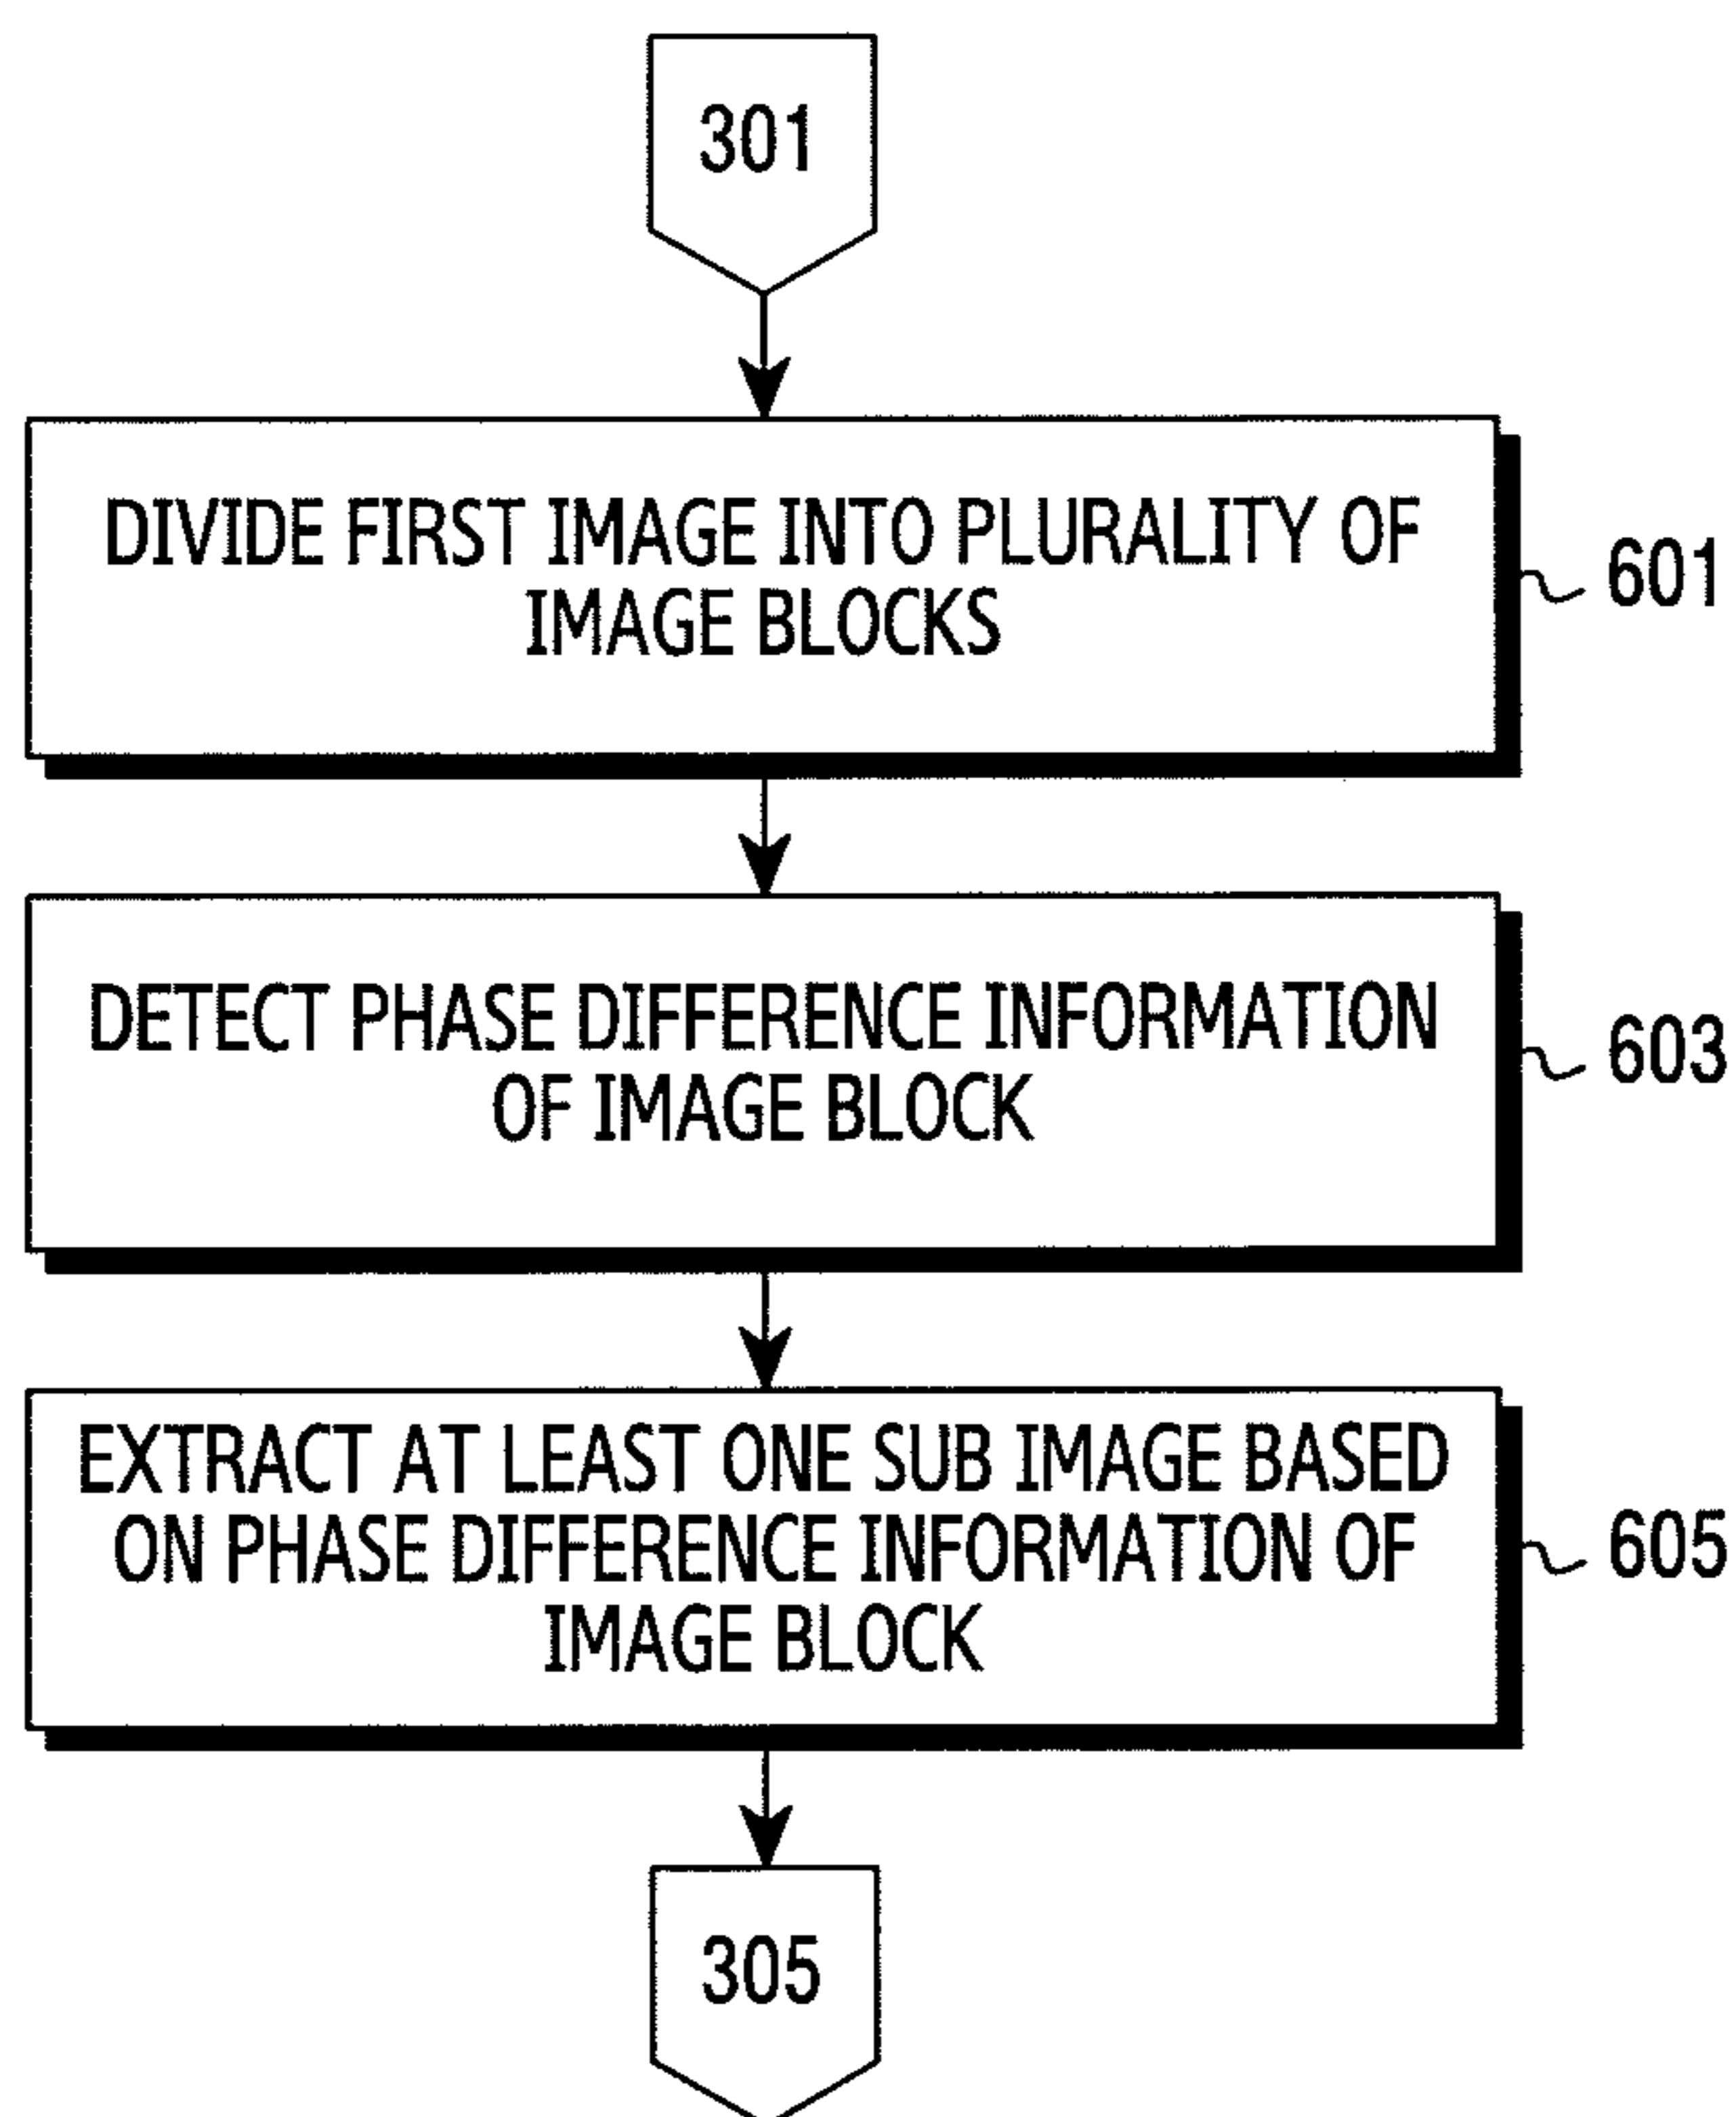 301
DIVIDE FIRST IMAGE INTO PLURALITY OF
IMAGE BLOCKS
601
DETECT PHASE DIFFERENCE INFORMATION
OF IMAGE BLOCK
603
EXTRACT AT LEAST ONE SUB IMAGE BASED
ON PHASE DIFFERENCE INFORMATION OF
IMAGE BLOCK
605
305